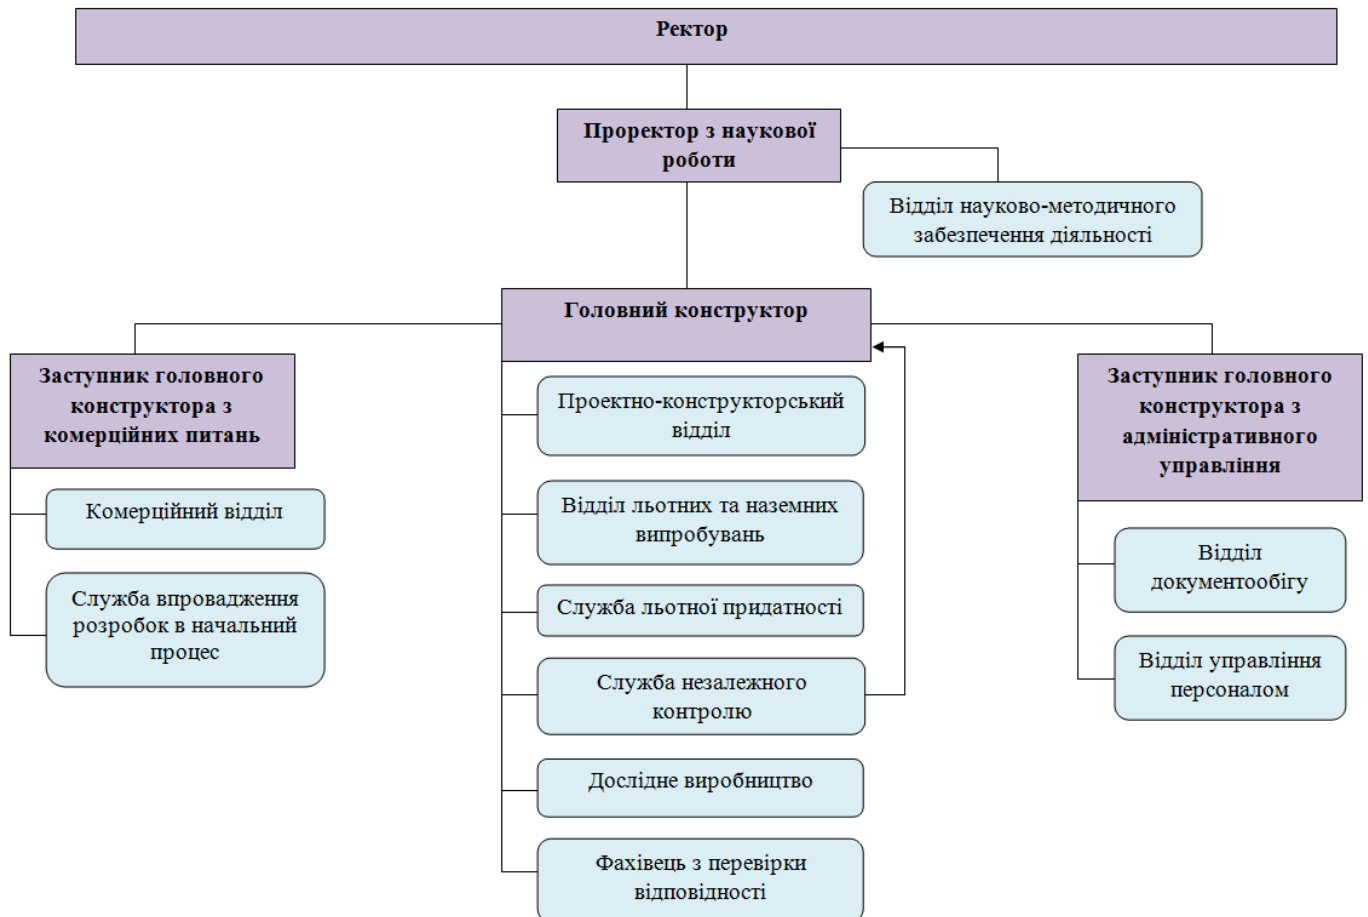 Ректор
Проректор з наукової
роботи
Відділ науково-методичного
забезпечення діяльності
Головний конструктор
Заступник головного
конструктора з
комерційних питань
Комерційний відділ
Служба впровадження
розробок в начальний
процес
Проектно-конструкторський
відділ
Відділ льотних та наземних
випробувань
Служба льотної придатності
Служба незалежного
контролю
Дослідне виробництво
Фахівець з перевірки
відповідності
Заступник головного
конструктора з
адміністративного
управління
Відділ
документообігу
Відділ управління
персоналом